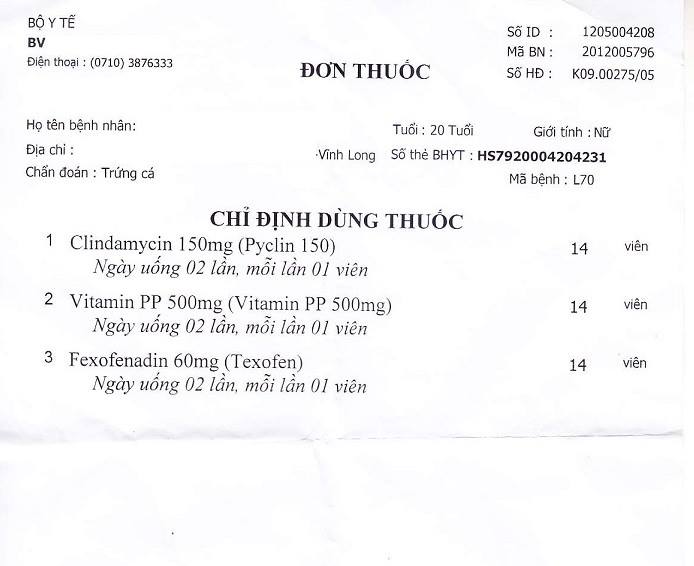 BỘ Y TẾ
BV
Điện thoại : (0710) 3876333
Số ID : 1205004208
Mã BN : 2012005796
Số HĐ : K09.00275/05
ĐƠN THUỐC
Họ tên bệnh nhân:
Tuổi : 20 Tuổi Giới tính : Nữ
Địa chỉ : Vĩnh Long Số thẻ BHYT : HS7920004204231
Chẩn đoán : Trứng cá
Mã bệnh : L70
CHỈ ĐỊNH DÙNG THUỐC
1 Clindamycin 150mg (Pyclin 150) 14 viên
Ngày uống 02 lần, mỗi lần 01 viên
2 Vitamin PP 500mg (Vitamin PP 500mg) 14 viên
Ngày uống 02 lần, mỗi lần 01 viên
3 Fexofenadin 60mg (Texofen) 14 viên
Ngày uống 02 lần, mỗi lần 01 viên